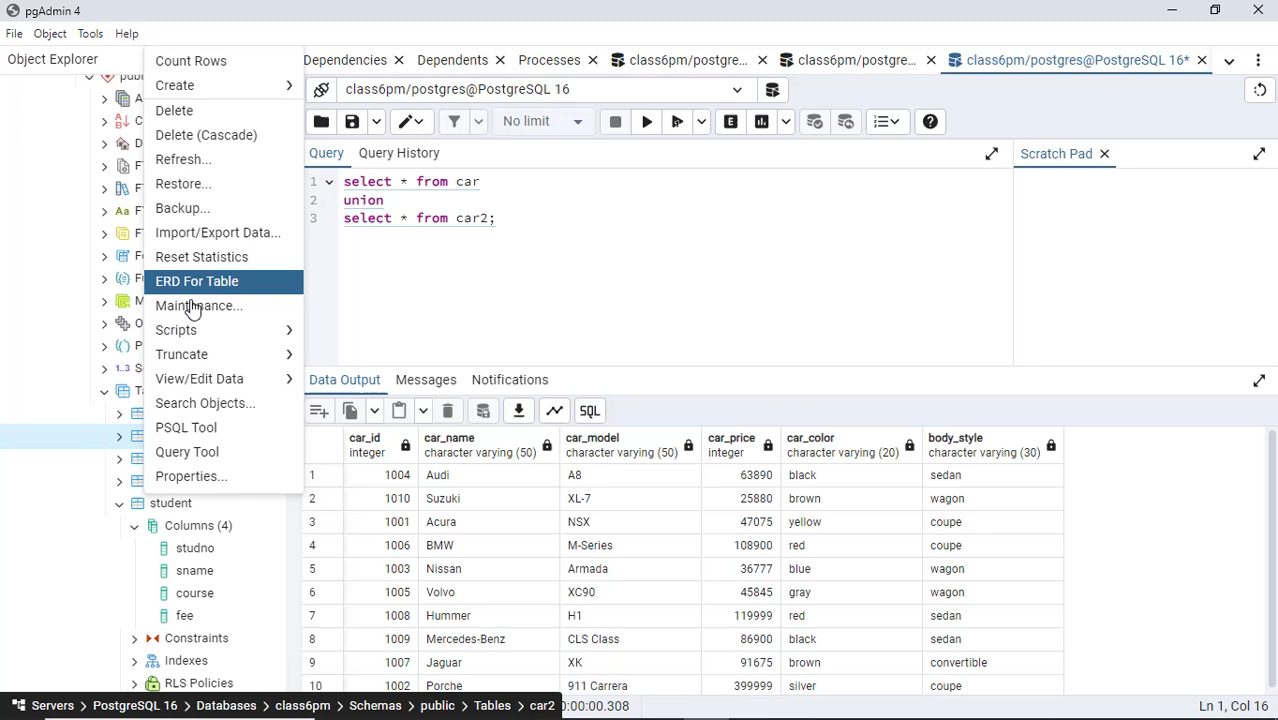 pgAdmin 4
File Object Tools Help
Object Explorer
Dependencies
Dependents
Processes
class6pm/postgre...
class6pm/postgre...
class6pm/postgres@PostgreSQL 16*
class6pm/postgres@PostgreSQL 16
No limit
Query Query History
Scratch Pad
1 select * from car
2 union
3 select * from car2;
Count Rows
Create
Delete
Delete (Cascade)
Refresh...
Restore...
Backup...
Import/Export Data...
Reset Statistics
ERD For Table
Maintenance...
Scripts
Truncate
View/Edit Data
Search Objects...
PSQL Tool
Query Tool
Properties...
student
Columns (4)
studno
sname
course
fee
Constraints
Indexes
RLS Policies
Data Output Messages Notifications
SQL
car_id integer car_name character varying (50) car_model character varying (50) car_price integer car_color character varying (20) body_style character varying (30)
1 1004 Audi A8 63890 black sedan
2 1010 Suzuki XL-7 25880 brown wagon
3 1001 Acura NSX 47075 yellow coupe
4 1006 BMW M-Series 108900 red coupe
5 1003 Nissan Armada 36777 blue wagon
6 1005 Volvo XC90 45845 gray wagon
7 1008 Hummer H1 119999 red sedan
8 1009 Mercedes-Benz CLS Class 86900 black sedan
9 1007 Jaguar XK 91675 brown convertible
10 1002 Porche 911 Carrera 399999 silver coupe
Servers > PostgreSQL 16 > Databases > class6pm > Schemas > public > Tables > car2
:00:00.308
Ln 1, Col 16